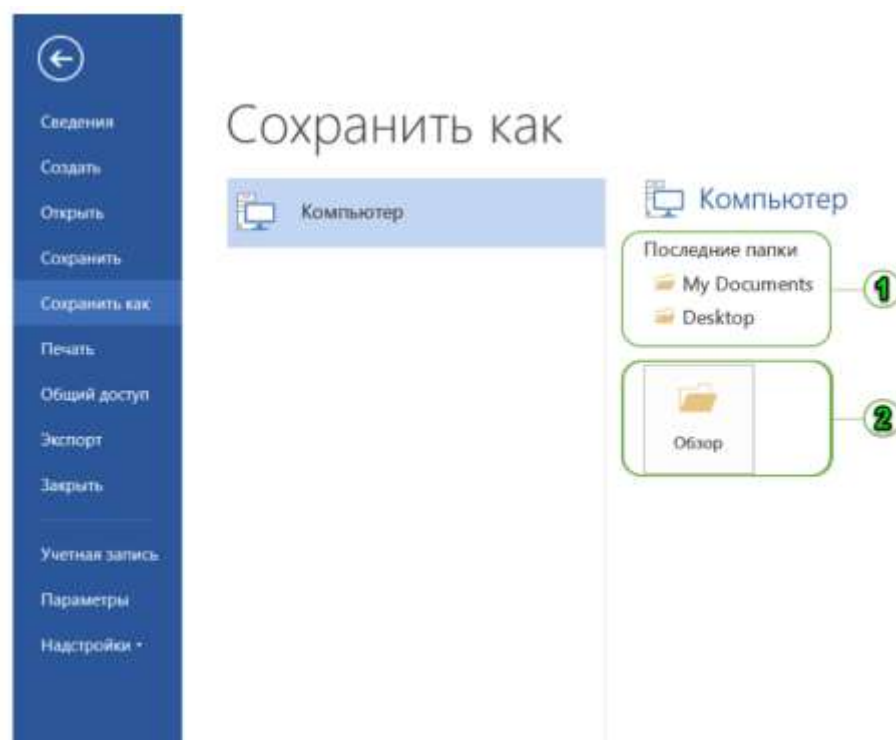 Сведения
Создать
Открыть
Сохранить
Сохранить как
Печать
Общий доступ
Экспорт
Закрыть
Учетная запись
Параметры
Надстройки
Сохранить как
Компьютер
Компьютер
Последние папки
My Documents
Desktop
1
Обзор
2